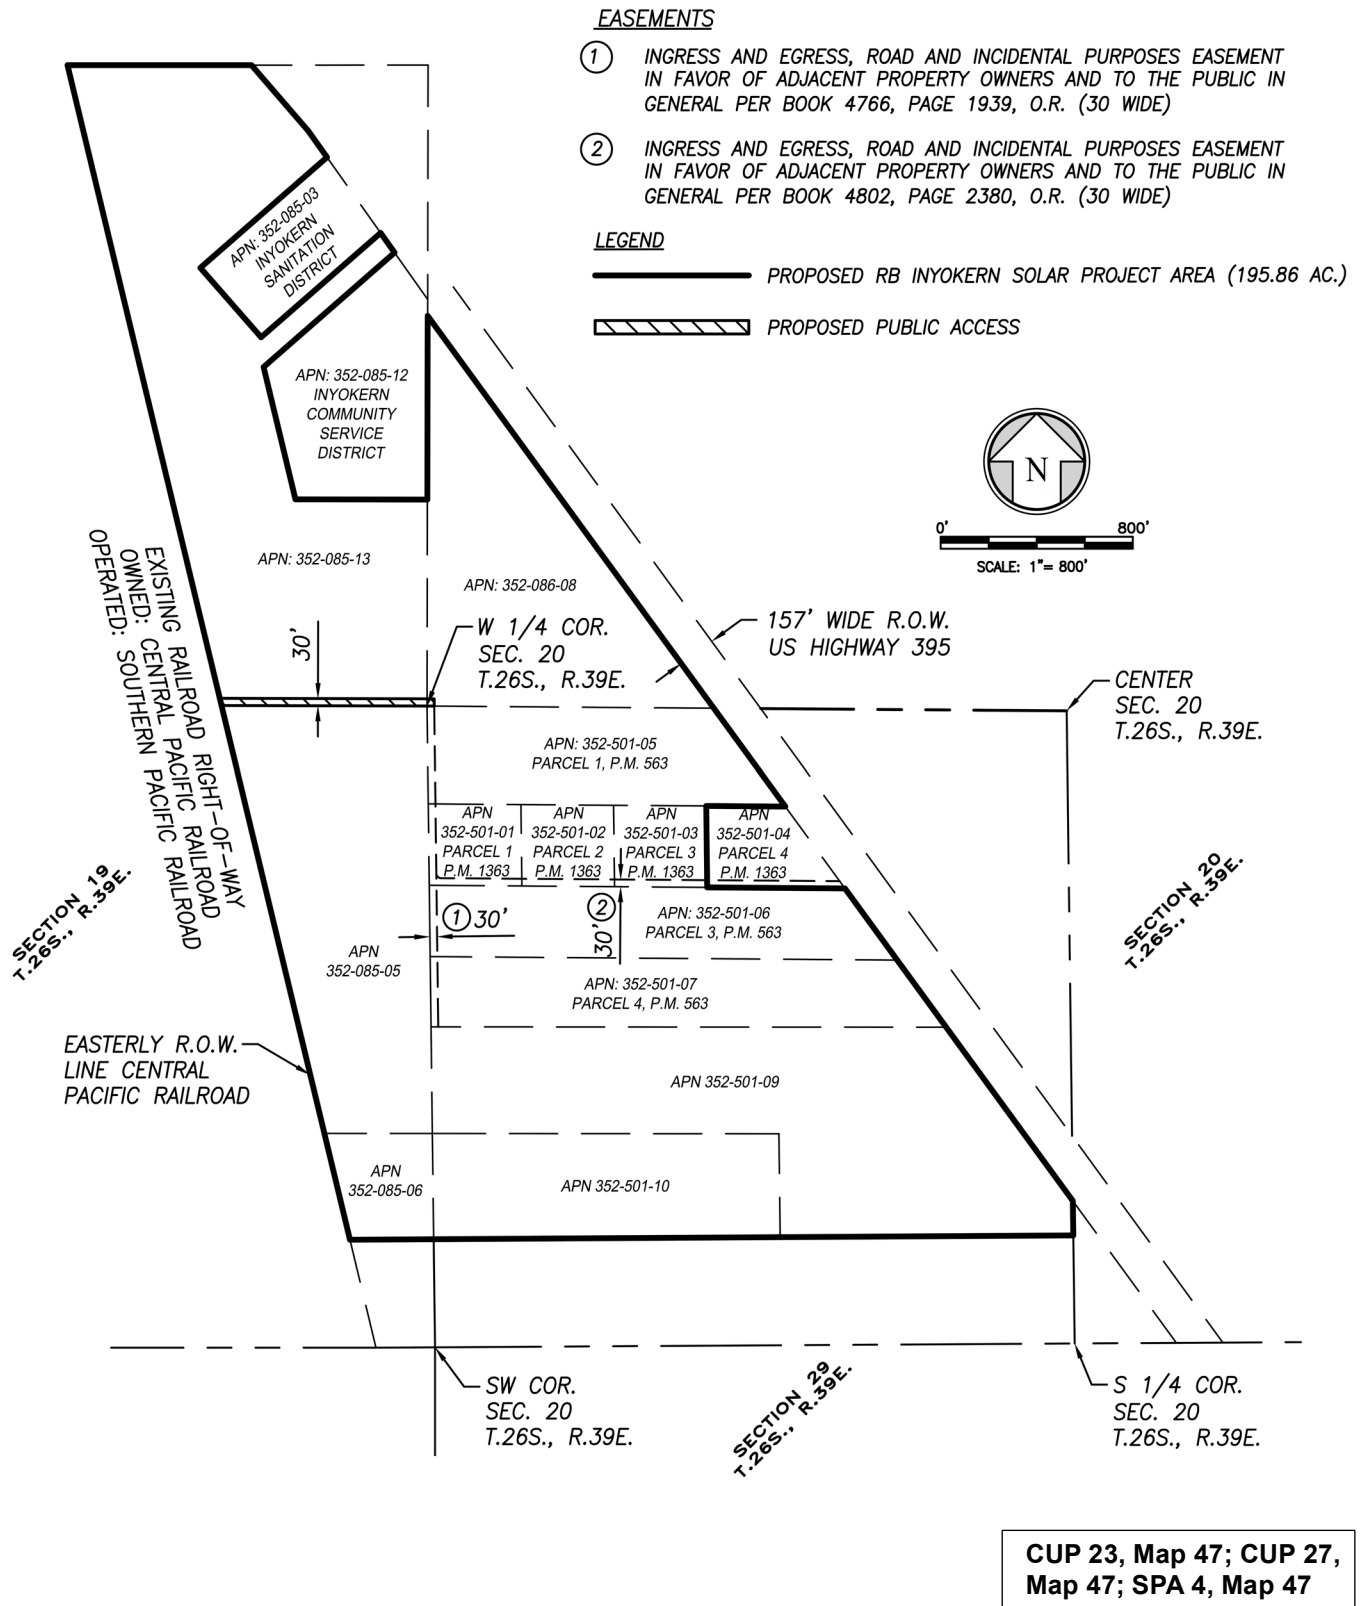 EASEMENTS
1 INGRESS AND EGRESS, ROAD AND INCIDENTAL PURPOSES EASEMENT
IN FAVOR OF ADJACENT PROPERTY OWNERS AND TO THE PUBLIC IN
GENERAL PER BOOK 4766, PAGE 1939, O.R. (30 WIDE)
2 INGRESS AND EGRESS, ROAD AND INCIDENTAL PURPOSES EASEMENT
IN FAVOR OF ADJACENT PROPERTY OWNERS AND TO THE PUBLIC IN
GENERAL PER BOOK 4802, PAGE 2380, O.R. (30 WIDE)
LEGEND
PROPOSED RB INYOKERN SOLAR PROJECT AREA (195.86 AC.)
PROPOSED PUBLIC ACCESS
APN: 352-085-03
INYOKERN
SANITATION
DISTRICT
APN: 352-085-12
INYOKERN
COMMUNITY
SERVICE
DISTRICT
N
0' 800'
SCALE: 1"= 800'
APN: 352-085-13
APN: 352-086-08
EXISTING RAILROAD RIGHT-OF-WAY
OWNED: CENTRAL PACIFIC RAILROAD
OPERATED: SOUTHERN PACIFIC RAILROAD
30'
W 1/4 COR.
SEC. 20
T.26S., R.39E.
157' WIDE R.O.W.
US HIGHWAY 395
CENTER
SEC. 20
T.26S., R.39E.
APN: 352-501-05
PARCEL 1, P.M. 563
APN
352-501-01
PARCEL 1
P.M. 1363
APN
352-501-02
PARCEL 2
P.M. 1363
APN
352-501-03
PARCEL 3
P.M. 1363
APN
352-501-04
PARCEL 4
P.M. 1363
SECTION 19
T.26S., R.39E.
SECTION 20
T.26S., R.39E.
1 30'
2
30'
APN: 352-501-06
PARCEL 3, P.M. 563
APN
352-085-05
APN: 352-501-07
PARCEL 4, P.M. 563
EASTERLY R.O.W.
LINE CENTRAL
PACIFIC RAILROAD
APN 352-501-09
APN
352-085-06
APN 352-501-10
SW COR.
SEC. 20
T.26S., R.39E.
SECTION 29
T.26S., R.39E.
S 1/4 COR.
SEC. 20
T.26S., R.39E.
CUP 23, Map 47; CUP 27,
Map 47; SPA 4, Map 47